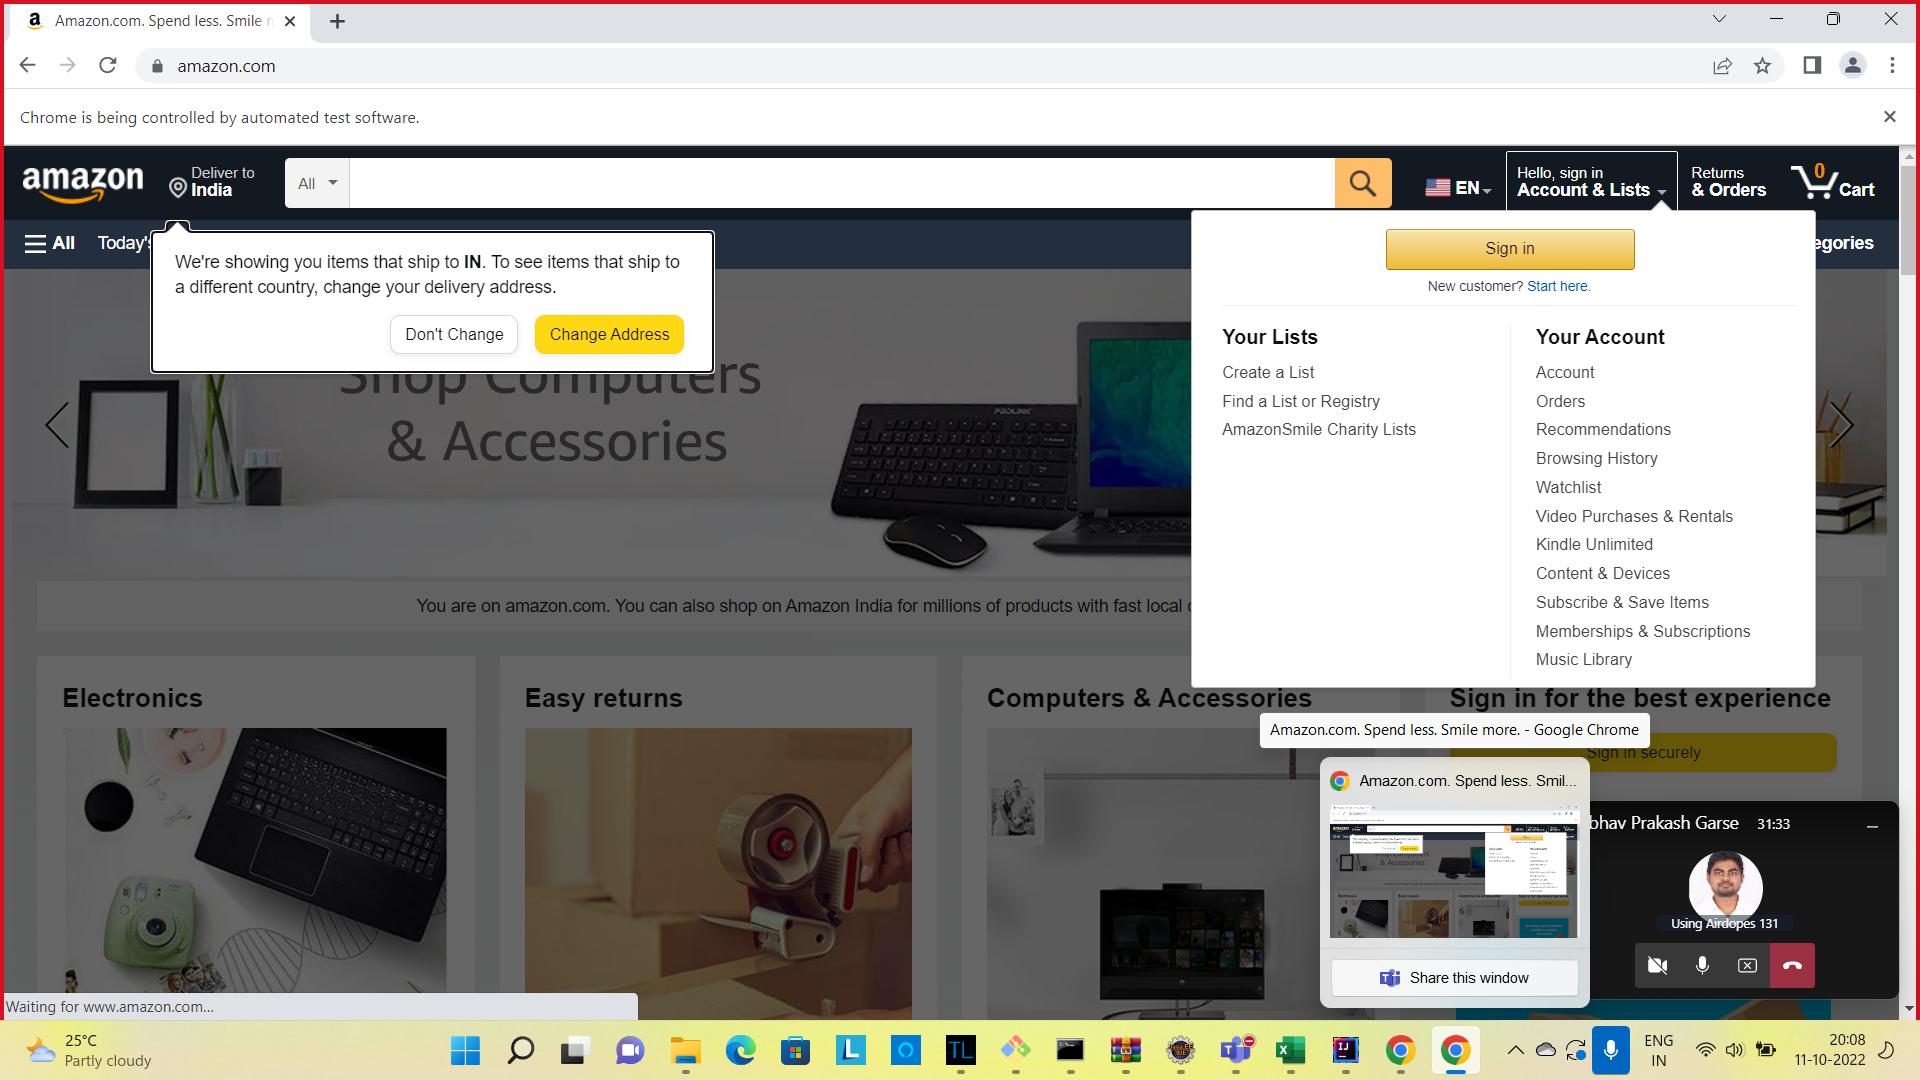 Amazon.com. Spend less. Smile
amazon.com
Chrome is being controlled by automated test software.
amazon
Deliver to
India
All
EN
Hello, sign in
Account & Lists
Returns
& Orders
0
Cart
All
Today's
egories
We're showing you items that ship to IN. To see items that ship to
a different country, change your delivery address.
Don't Change
Change Address
Sign in
New customer? Start here.
Your Lists
Create a List
Find a List or Registry
AmazonSmile Charity Lists
Your Account
Account
Orders
Recommendations
Browsing History
Watchlist
Video Purchases & Rentals
Kindle Unlimited
Content & Devices
Subscribe & Save Items
Memberships & Subscriptions
Music Library
Shop Computers
& Accessories
PROLINK
You are on amazon.com. You can also shop on Amazon India for millions of products with fast local
Electronics
Easy returns
Computers & Accessories
Sign in for the best experience
Sign in securely
Amazon.com. Spend less. Smile more. - Google Chrome
Amazon.com. Spend less. Smil...
Share this window
bhav Prakash Garse
31:33
Using Airdopes 131
Waiting for www.amazon.com...
25°C
Partly cloudy
L
TL
IJ
ENG
IN
20:08
11-10-2022